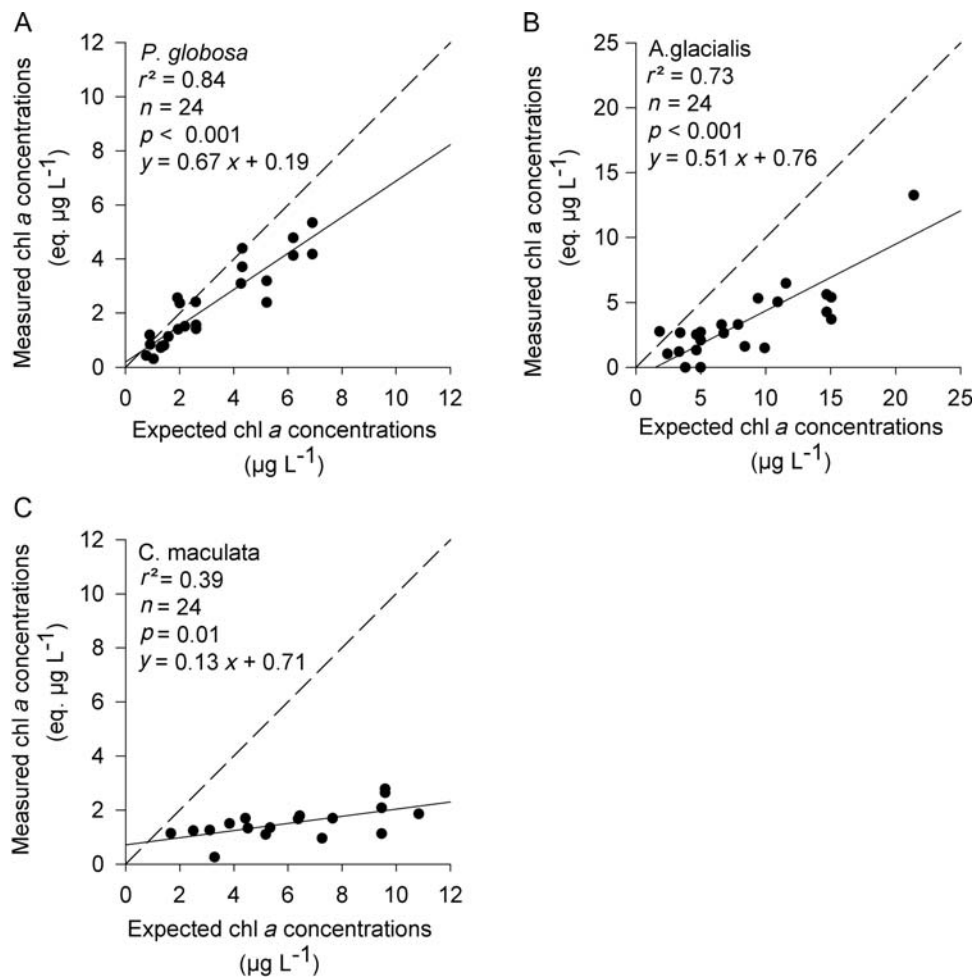 A
P. globosa
r² = 0.84
n = 24
p < 0.001
y = 0.67 x + 0.19
12
10
8
6
4
2
0
0 2 4 6 8 10 12
Measured chl a concentrations
(eq. µg L⁻¹)
Expected chl a concentrations
(µg L⁻¹)
B
A.glacialis
r² = 0.73
n = 24
p < 0.001
y = 0.51 x + 0.76
25
20
15
10
5
0
0 5 10 15 20 25
Measured chl a concentrations
(eq. µg L⁻¹)
Expected chl a concentrations
(µg L⁻¹)
C
C. maculata
r² = 0.39
n = 24
p = 0.01
y = 0.13 x + 0.71
12
10
8
6
4
2
0
0 2 4 6 8 10 12
Measured chl a concentrations
(eq. µg L⁻¹)
Expected chl a concentrations
(µg L⁻¹)